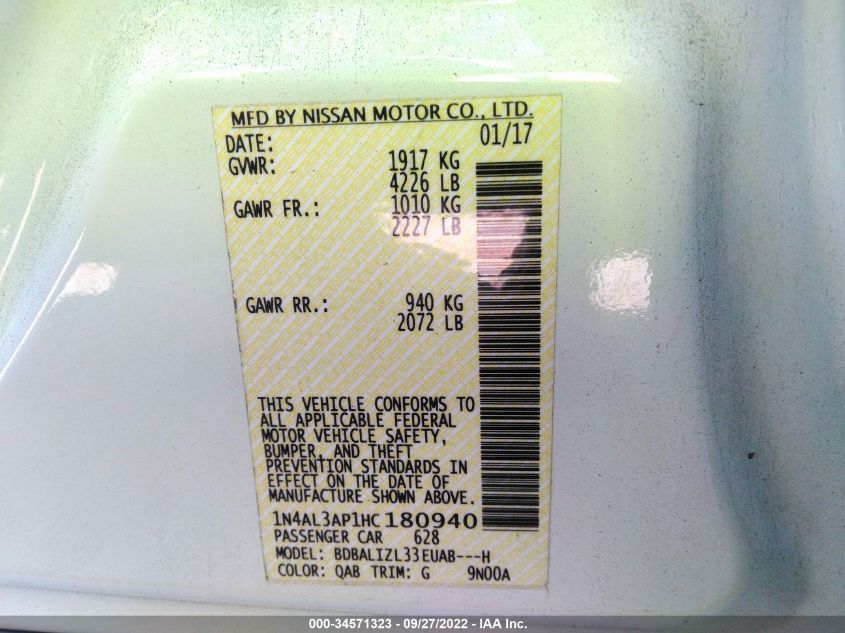 MFD BY NISSAN MOTOR CO., LTD.
DATE: 01/17
GVWR: 1917 KG
4226 LB
GAWR FR.: 1010 KG
2227 LB
GAWR RR.: 940 KG
2072 LB
THIS VEHICLE CONFORMS TO
ALL APPLICABLE FEDERAL
MOTOR VEHICLE SAFETY,
BUMPER, AND THEFT
PREVENTION STANDARDS IN
EFFECT ON THE DATE OF
MANUFACTURE SHOWN ABOVE.
1N4AL3AP1HC180940
PASSENGER CAR 628
MODEL: BDBALIZL33EUAB---H
COLOR: QAB TRIM: G 9N00A
000-34571323 — 09/27/2022 — IAA Inc.